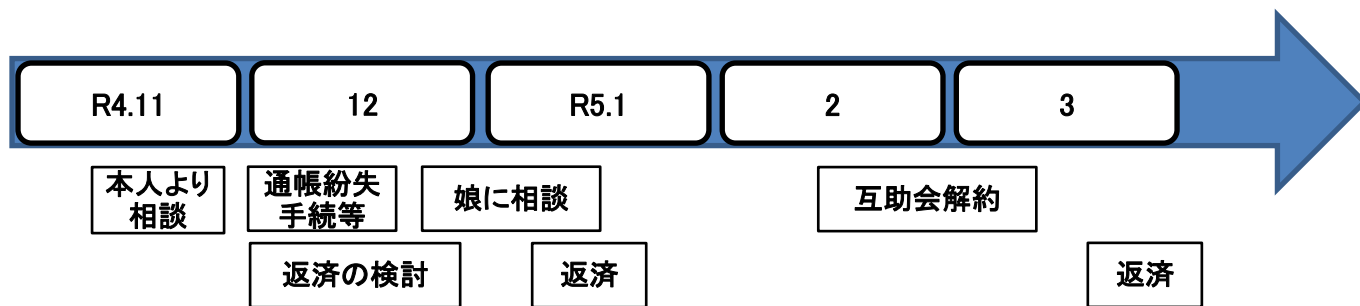 R4.11
12
R5.1
2
3
本人より
相談
通帳紛失
手続等
娘に相談
互助会解約
返済の検討
返済
返済